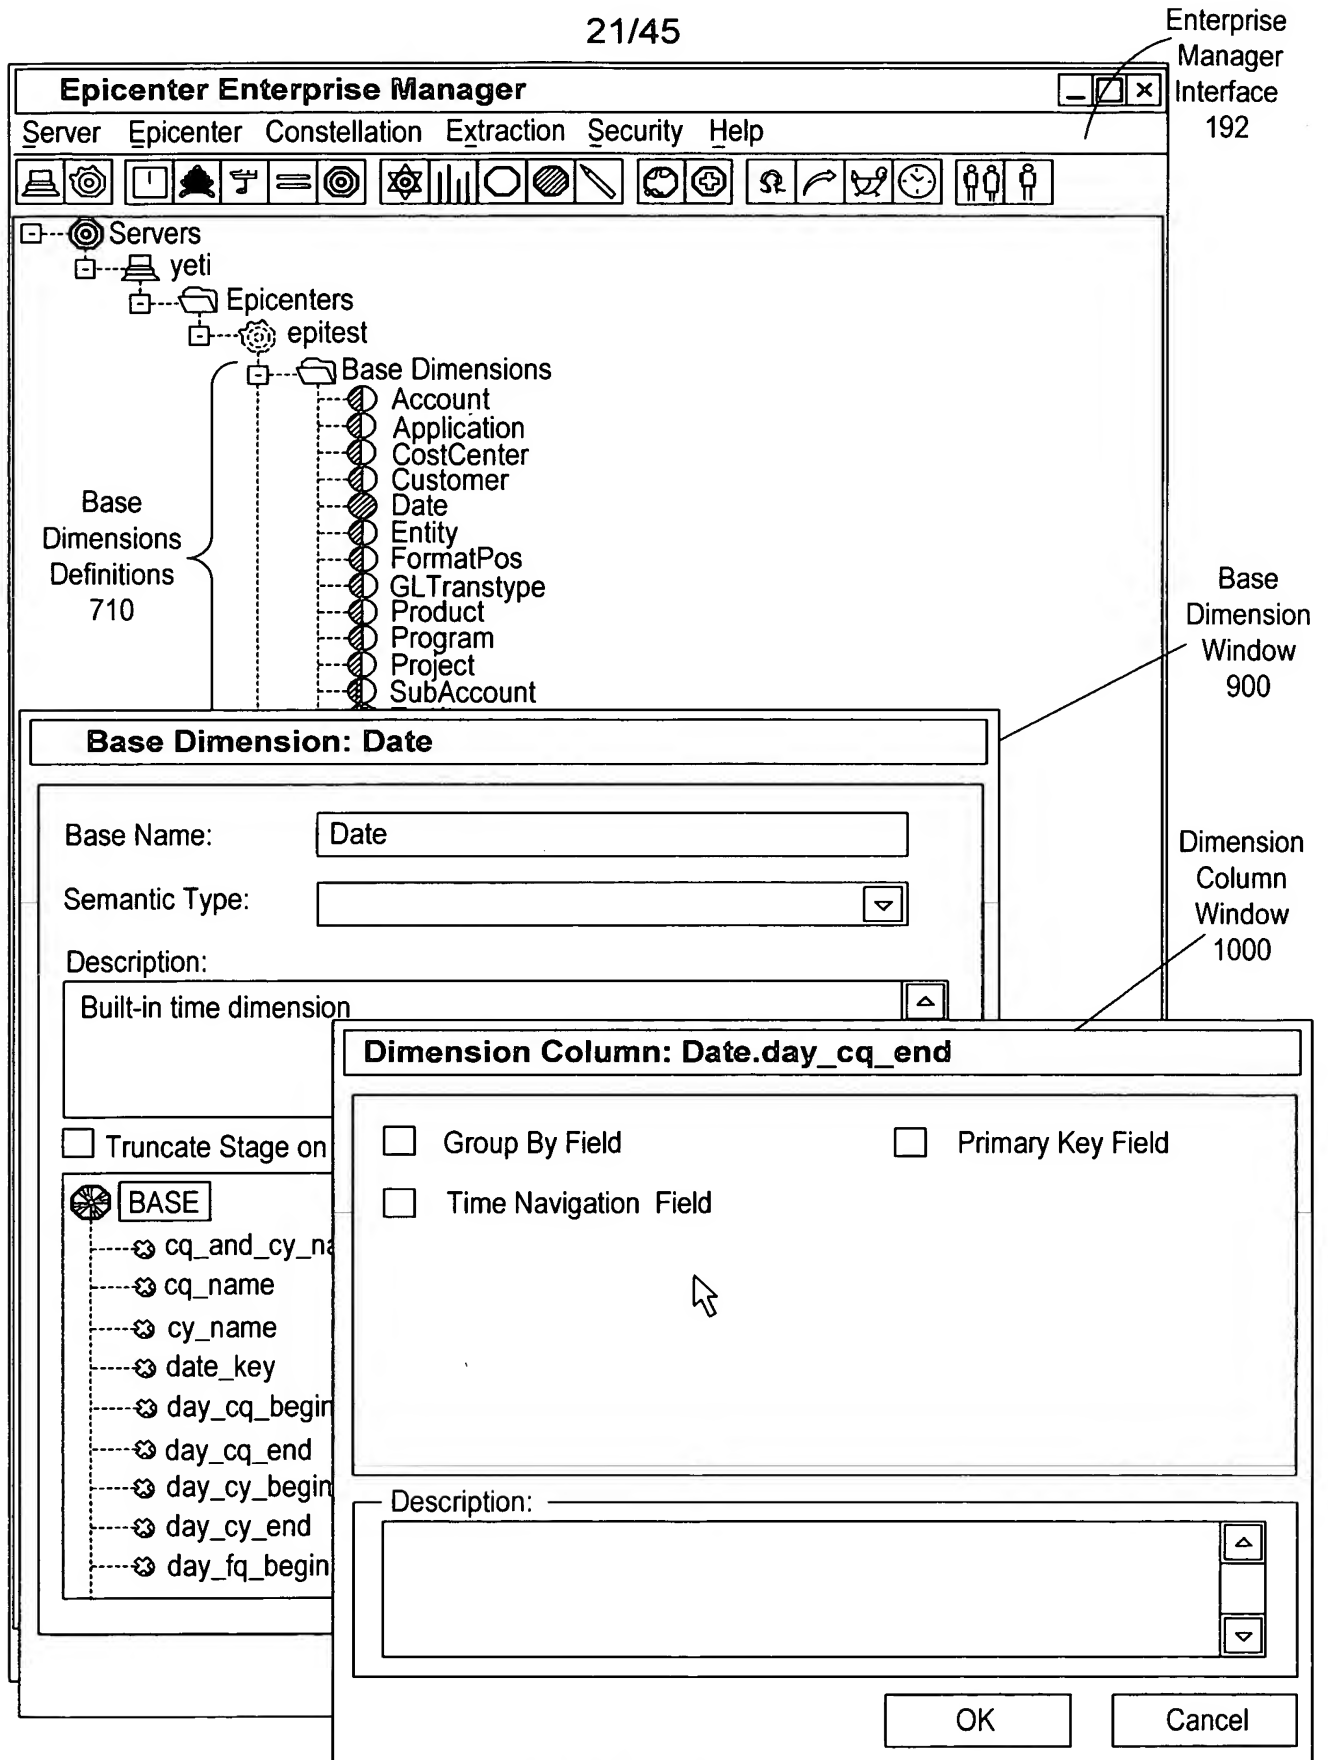 21/45
Enterprise
Manager
Interface
192
Epicenter Enterprise Manager
Server Epicenter Constellation Extraction Security Help
Servers
yeti
Epicenters
epitest
Base Dimensions
Account
Application
CostCenter
Customer
Date
Entity
FormatPos
GLTranstype
Product
Program
Project
SubAccount
Base
Dimensions
Definitions
710
Base
Dimension
Window
900
Base Dimension: Date
Base Name: Date
Semantic Type:
Description:
Built-in time dimension
Dimension
Column
Window
1000
Truncate Stage on
BASE
cq_and_cy_na
cq_name
cy_name
date_key
day_cq_begin
day_cq_end
day_cy_begin
day_cy_end
day_fq_begin
Dimension Column: Date.day_cq_end
Group By Field Primary Key Field
Time Navigation Field
Description:
OK Cancel